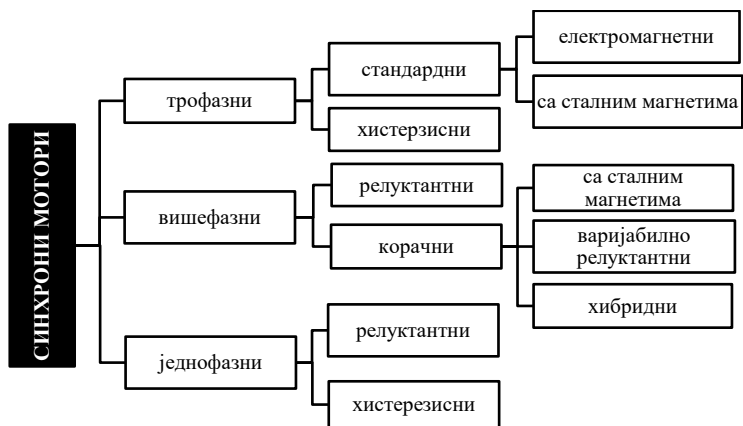 СИНХРОНИ МОТОРИ
трофазни
стандардни
електромагнетни
са сталним магнетима
хистерзисни
вишефазни
релуктантни
корачни
са сталним
магнетима
варијабилно
релуктантни
хибридни
једнофазни
релуктантни
хистерезисни